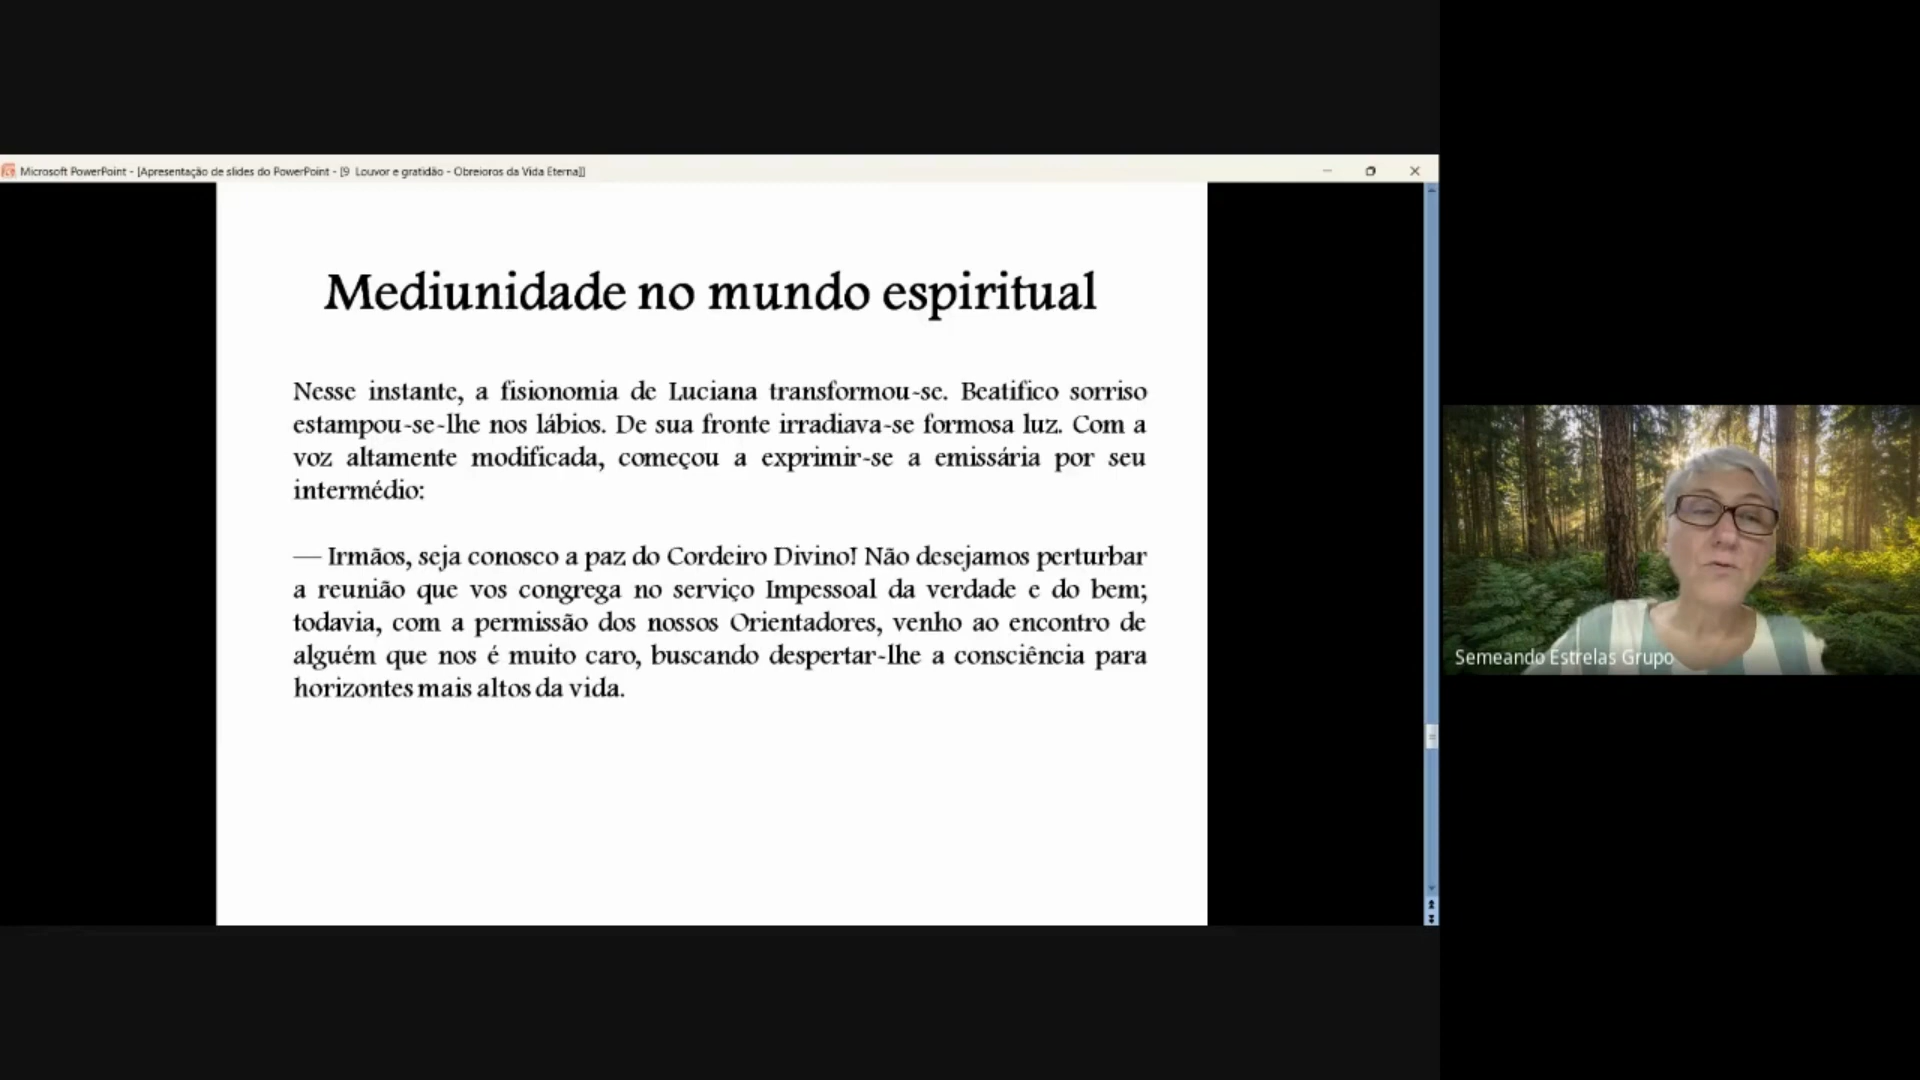 Microsoft PowerPoint - [Apresentação de slides do PowerPoint - [9 Louvor e gratidão - Obreioros da Vida Eterna]]
Mediunidade no mundo espiritual
Nesse instante, a fisionomia de Luciana transformou-se. Beatifico sorriso
estampou-se-lhe nos lábios. De sua fronte irradiava-se formosa luz. Com a
voz altamente modificada, começou a exprimir-se a emissária por seu
intermédio:
— Irmãos, seja conosco a paz do Cordeiro Divino! Não desejamos perturbar
a reunião que vos congrega no serviço Impessoal da verdade e do bem;
todavia, com a permissão dos nossos Orientadores, venho ao encontro de
alguém que nos é muito caro, buscando despertar-lhe a consciência para
horizontes mais altos da vida.
Semeando Estrelas Grupo